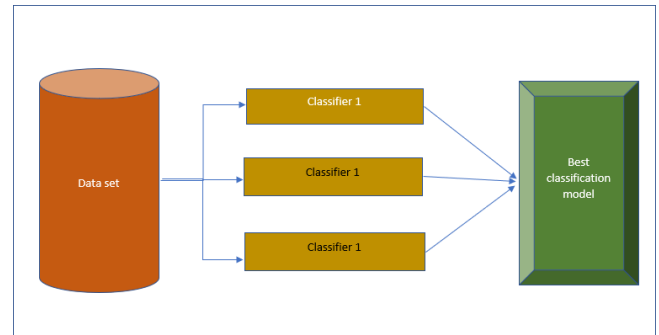 Data set
Classifier 1
Classifier 1
Classifier 1
Best
classification
model